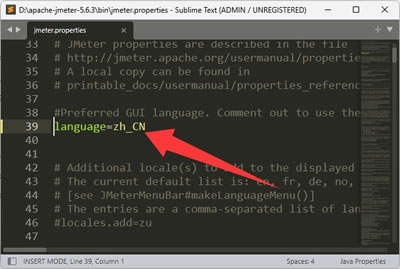 D:\apache-jmeter-5.6.3\bin\jmeter.properties - Sublime Text (ADMIN / UNREGISTERED)
jmeter.properties
33 # JMeter properties are described in the file
34 # http://jmeter.apache.org/usermanual/properties
35 # A local copy can be found in
36 # printable_docs/usermanual/properties_referenc
37
38 #Preferred GUI language. Comment out to use the
39 language=zh_CN
40
41
42 # Additional locale(s) to add to the displayed
43 # The current default list is: en, fr, de, no,
44 # [see JMeterMenuBar#makeLanguageMenu()]
45 # The entries are a comma-separated list of lan
46 #locales.add=zu
INSERT MODE, Line 39, Column 1
Spaces: 4
Java Properties